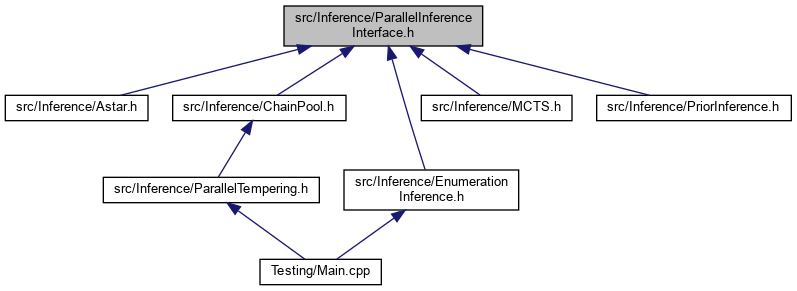 src/Inference/ParallelInference
Interface.h
src/Inference/Astar.h
src/Inference/ChainPool.h
src/Inference/MCTS.h
src/Inference/PriorInference.h
src/Inference/ParallelTempering.h
src/Inference/Enumeration
Inference.h
Testing/Main.cpp